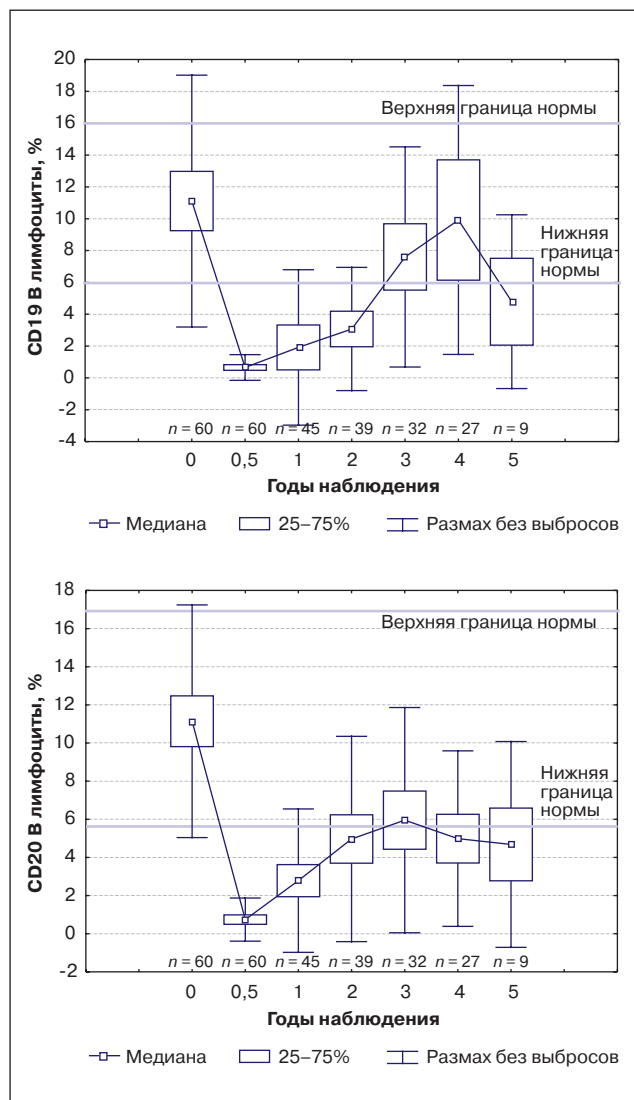 20
18
16
14
12
10
8
6
4
2
0
-2
-4
CD19 В лимфоциты, %
Верхняя граница нормы
Нижняя
граница
нормы
n = 60 n = 60 n = 45 n = 39 n = 32 n = 27 n = 9
0 0,5 1 2 3 4 5
Годы наблюдения
Медиана 25–75% Размах без выбросов
18
16
14
12
10
8
6
4
2
0
-2
CD20 В лимфоциты, %
Верхняя граница нормы
Нижняя
граница
нормы
n = 60 n = 60 n = 45 n = 39 n = 32 n = 27 n = 9
0 0,5 1 2 3 4 5
Годы наблюдения
Медиана 25–75% Размах без выбросов